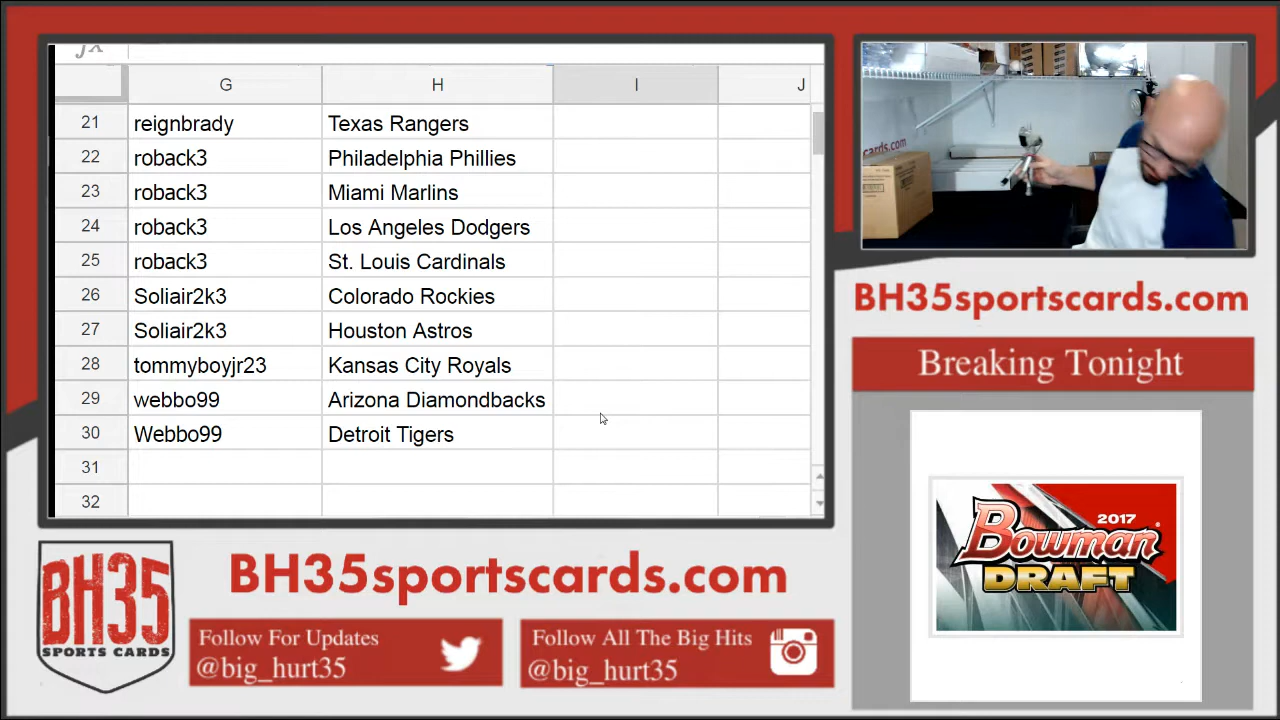 fx
G H I J
21 reignbrady Texas Rangers
22 roback3 Philadelphia Phillies
23 roback3 Miami Marlins
24 roback3 Los Angeles Dodgers
25 roback3 St. Louis Cardinals
26 Soliair2k3 Colorado Rockies
27 Soliair2k3 Houston Astros
28 tommyboyjr23 Kansas City Royals
29 webbo99 Arizona Diamondbacks
30 Webbo99 Detroit Tigers
31
32
cards.com
BH35sportscards.com
Breaking Tonight
2017
Bowman
DRAFT
BH35
SPORTS CARDS
BH35sportscards.com
Follow For Updates
@big_hurt35
Follow All The Big Hits
@big_hurt35